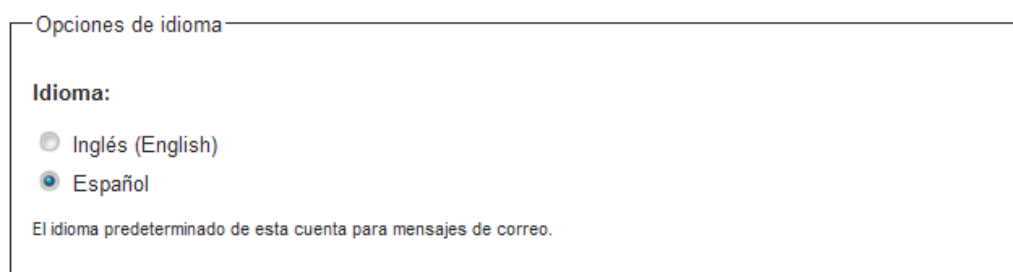 Opciones de idioma
Idioma:
Inglés (English)
Español
El idioma predeterminado de esta cuenta para mensajes de correo.